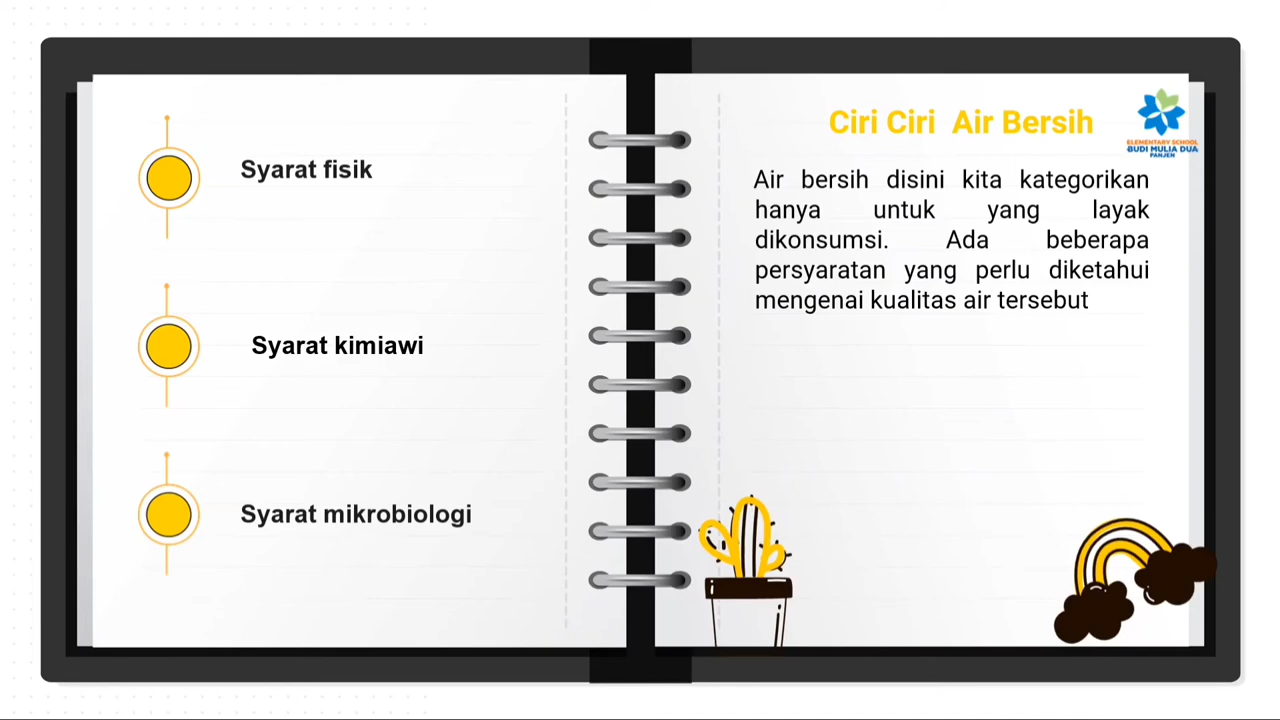 Syarat fisik
Syarat kimiawi
Syarat mikrobiologi
Ciri Ciri Air Bersih
ELEMENTARY SCHOOL
BUDI MULIA DUA
PANJEN
Air bersih disini kita kategorikan
hanya untuk yang layak
dikonsumsi. Ada beberapa
persyaratan yang perlu diketahui
mengenai kualitas air tersebut